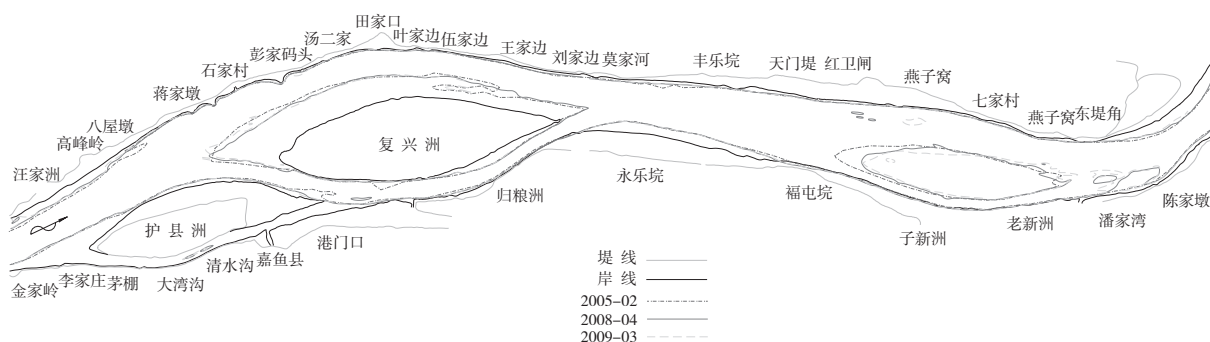 田家口
汤二家
叶家边
伍家边
彭家码头
王家边
刘家边
莫家河
丰乐垸
天门堤
红卫闸
燕子窝
石家村
蒋家墩
七家村
燕子窝
东堤角
八屋墩
高峰岭
汪家洲
复兴洲
归粮洲
永乐垸
福屯垸
陈家墩
护县洲
老新洲
潘家湾
子新洲
港门口
嘉鱼县
清水沟
大湾沟
茅棚
李家庄
金家岭
堤线
岸线
2005-02
2008-04
2009-03